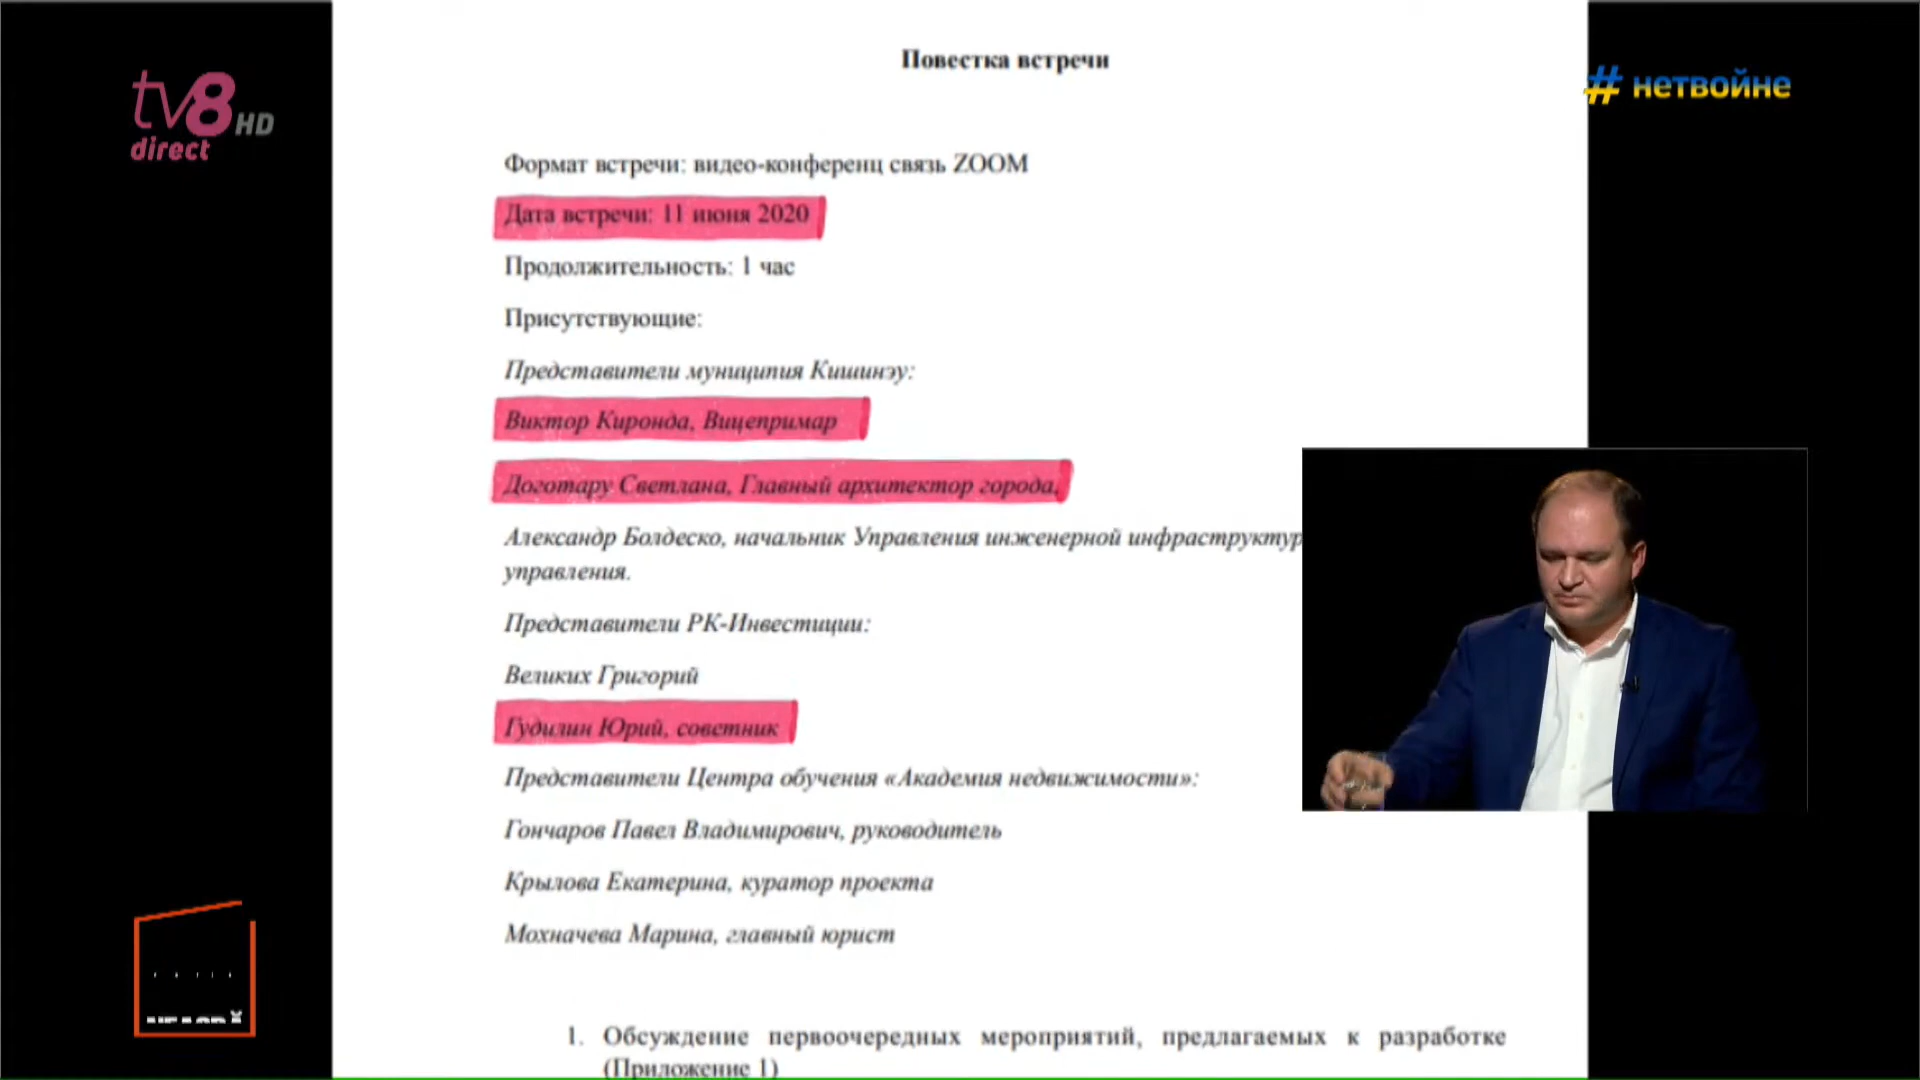 Повестка встречи
tv8 HD
direct
# нетвойне
Формат встречи: видео-конференц связь ZOOM
Дата встречи: 11 июня 2020
Продолжительность: 1 час
Присутствующие:
Представители муниципия Кишинэу:
Виктор Киронда, Вицепримар
Доготару Светлана, Главный архитектор города,
Александр Болдеско, начальник Управления инженерной
управления.
Представители РК-Инвестиции:
Великих Григорий
Гудилин Юрий, советник
Представители Центра обучения «Академия недвижимости»:
Гончаров Павел Владимирович, руководитель
Крылова Екатерина, куратор проекта
Мохначева Марина, главный юрист
1. Обсуждение первоочередных мероприятий, предлагаемых к разработке
(Приложение 1)